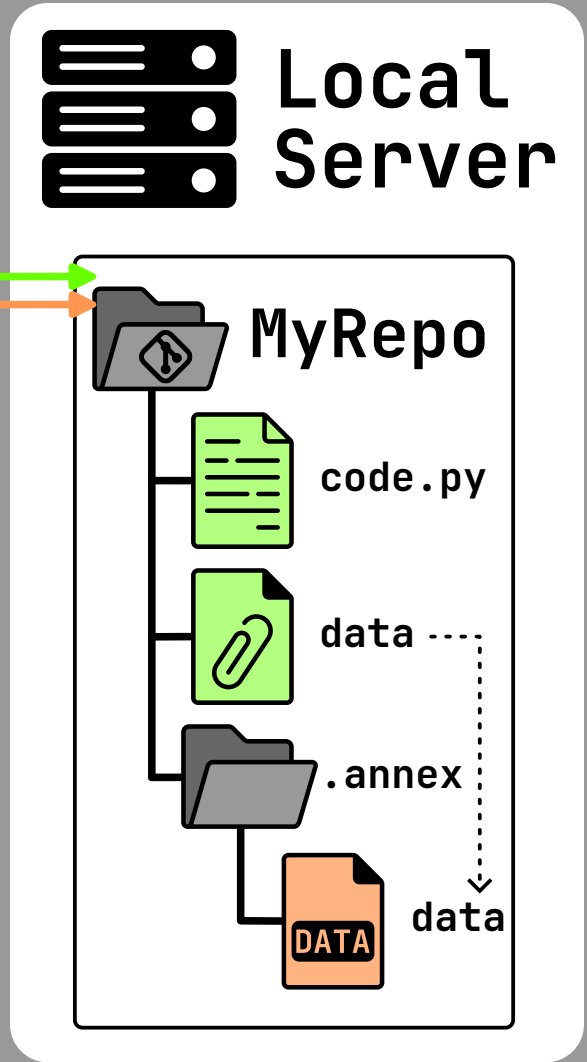 Local
Server
MyRepo
code.py
data
.annex
data
DATA